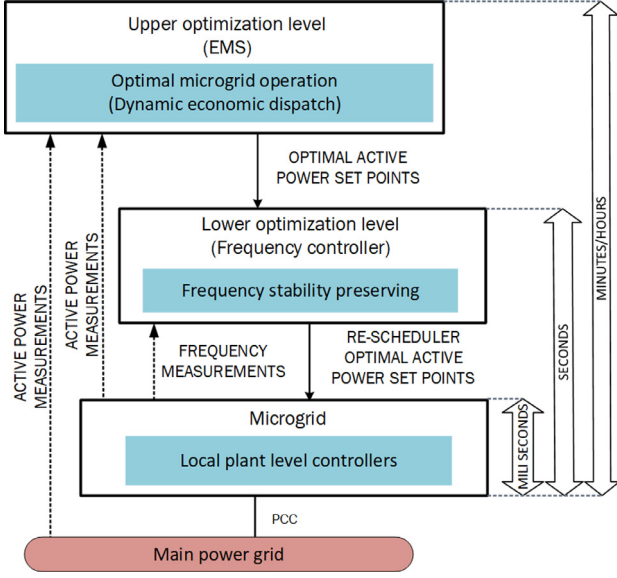 Upper optimization level
(EMS)
Optimal microgrid operation
(Dynamic economic dispatch)
OPTIMAL ACTIVE
POWER SET POINTS
Lower optimization level
(Frequency controller)
Frequency stability preserving
ACTIVE POWER
MEASUREMENTS
ACTIVE POWER
MEASUREMENTS
FREQUENCY
MEASUREMENTS
RE-SCHEDULER
OPTIMAL ACTIVE
POWER SET POINTS
Microgrid
Local plant level controllers
MILI SECONDS
SECONDS
MINUTES/HOURS
PCC
Main power grid